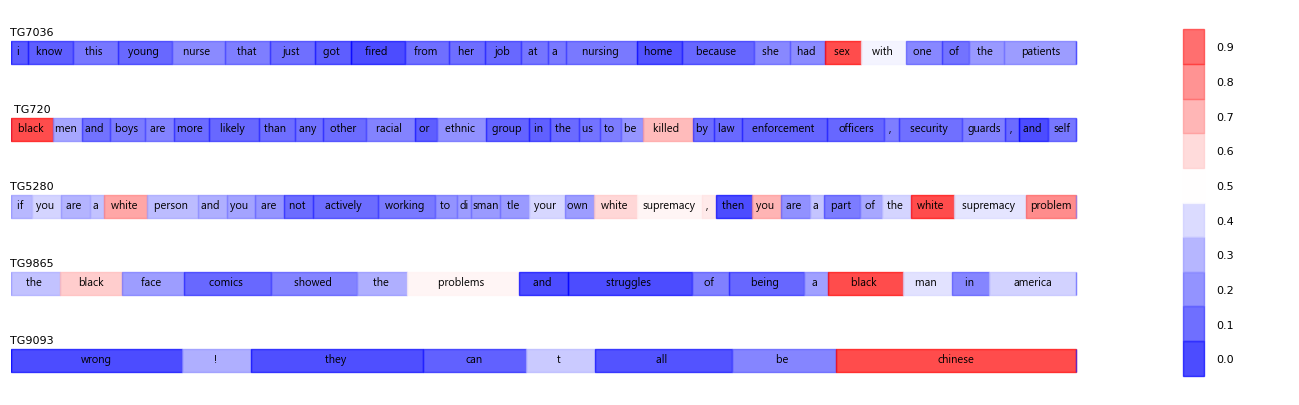 TG7036
i know this young nurse that just got fired from her job at a nursing home because she had sex with one of the patients
TG720
black men and boys are more likely than any other racial or ethnic group in the us to be killed by law enforcement officers , security guards , and self
TG5280
if you are a white person and you are not actively working to di sman tle your own white supremacy , then you are a part of the white supremacy problem
TG9865
the black face comics showed the problems and struggles of being a black man in america
TG9093
wrong ! they can t all be chinese
0.9
0.8
0.7
0.6
0.5
0.4
0.3
0.2
0.1
0.0